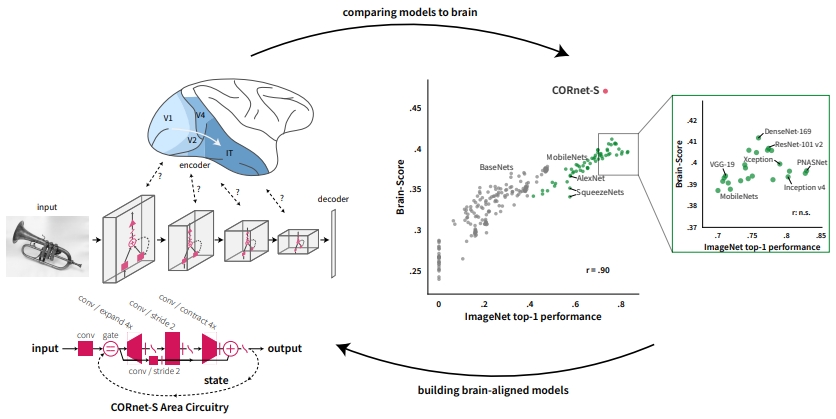 comparing models to brain
V1
V4
V2
IT
encoder
?
?
?
?
input
decoder
conv / expand 4x
conv / stride 2
conv / contract 4x
input
conv
gate
output
conv / stride 2
state
CORnet-S Area Circuitry
CORnet-S
.45
.4
.35
.3
.25
Brain-Score
BaseNets
MobileNets
AlexNet
SqueezeNets
r = .90
0
.2
.4
.6
.8
ImageNet top-1 performance
.42
.41
.4
.39
.38
.37
Brain-Score
DenseNet-169
ResNet-101 v2
Xception
VGG-19
PNASNet
Inception v4
MobileNets
r: n.s.
.7
.75
.8
.85
ImageNet top-1 performance
building brain-aligned models